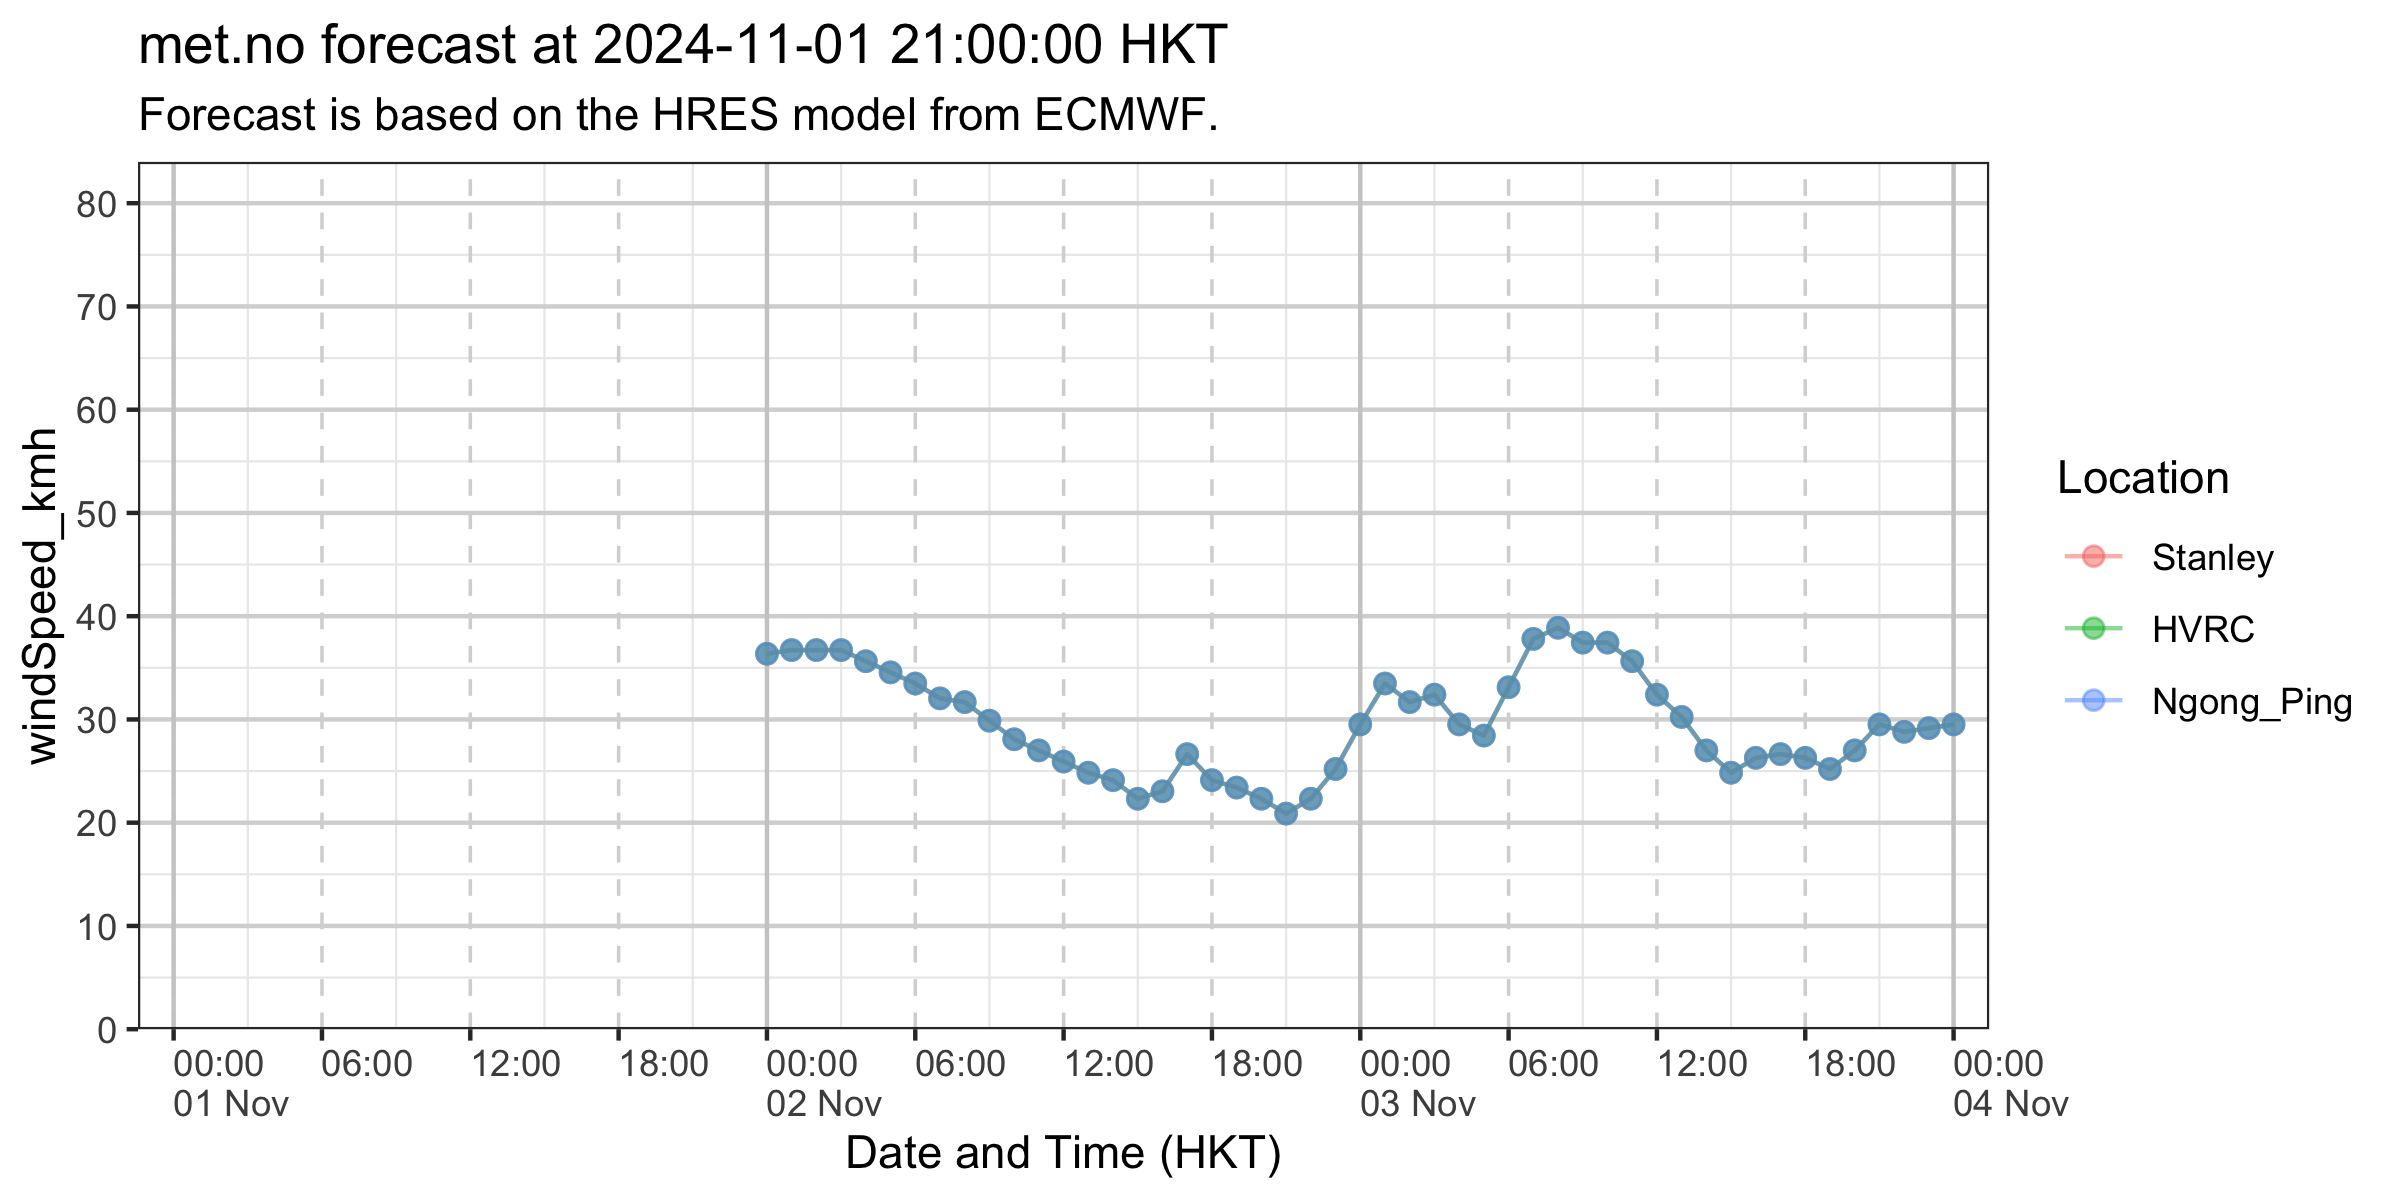 met.no forecast at 2024-11-01 21:00:00 HKT
Forecast is based on the HRES model from ECMWF.
windSpeed_kmh
80
70
60
50
40
30
20
10
0
00:00 06:00 12:00 18:00 00:00 06:00 12:00 18:00 00:00 06:00 12:00 18:00 00:00
01 Nov 02 Nov 03 Nov 04 Nov
Date and Time (HKT)
Location
Stanley
HVRC
Ngong_Ping